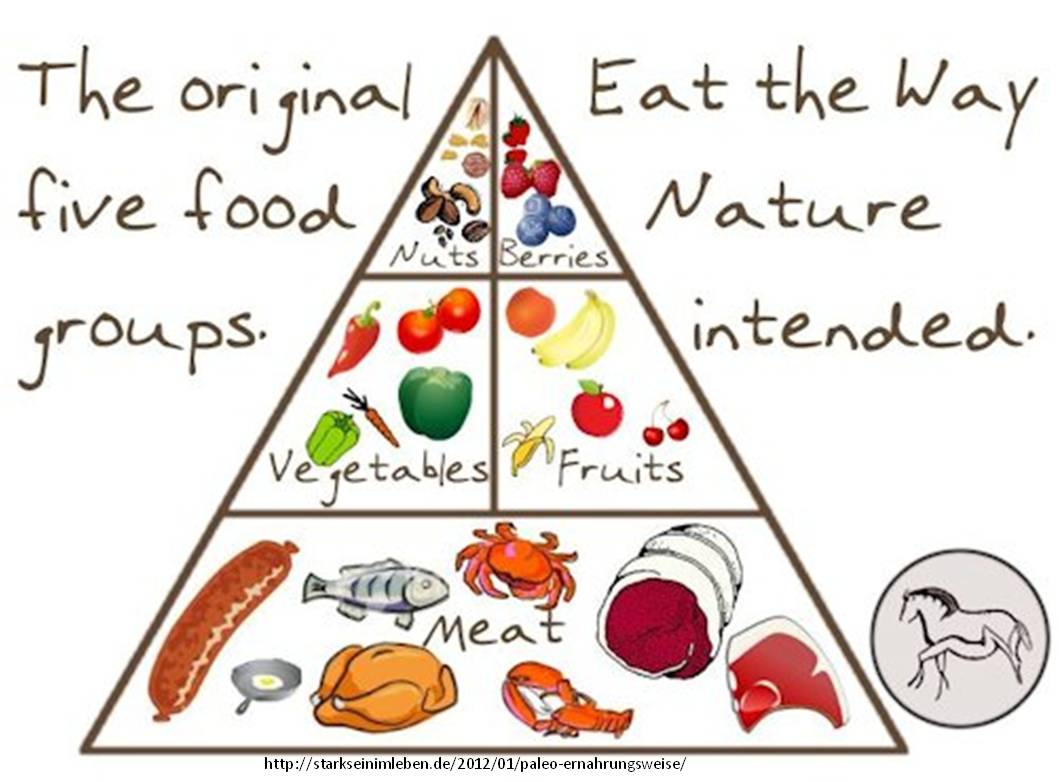 The original
five food
groups.
Eat the Way
Nature
intended.
Nuts
Berries
Vegetables
Fruits
Meat
http://starkseinimleben.de/2012/01/paleo-ernahrungsweise/